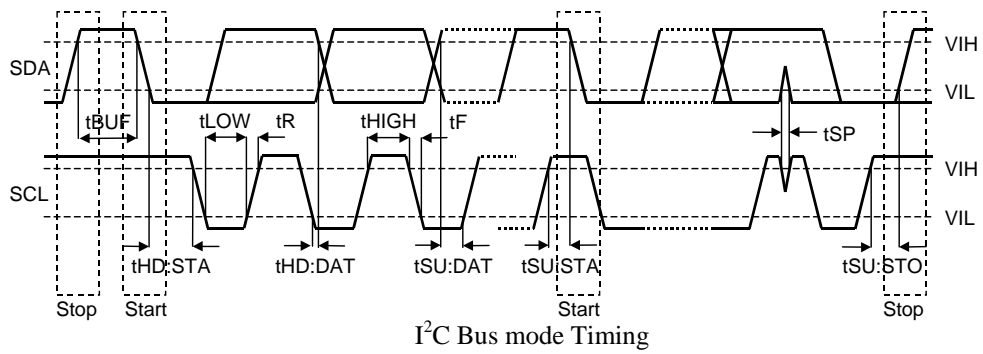 VIH
SDA
VIL
tBUF tLOW tR tHIGH tF
tSP
VIH
SCL
VIL
tHD:STA tHD:DAT tSU:DAT tSU:STA tSU:STO
Stop Start Start Stop
I²C Bus mode Timing